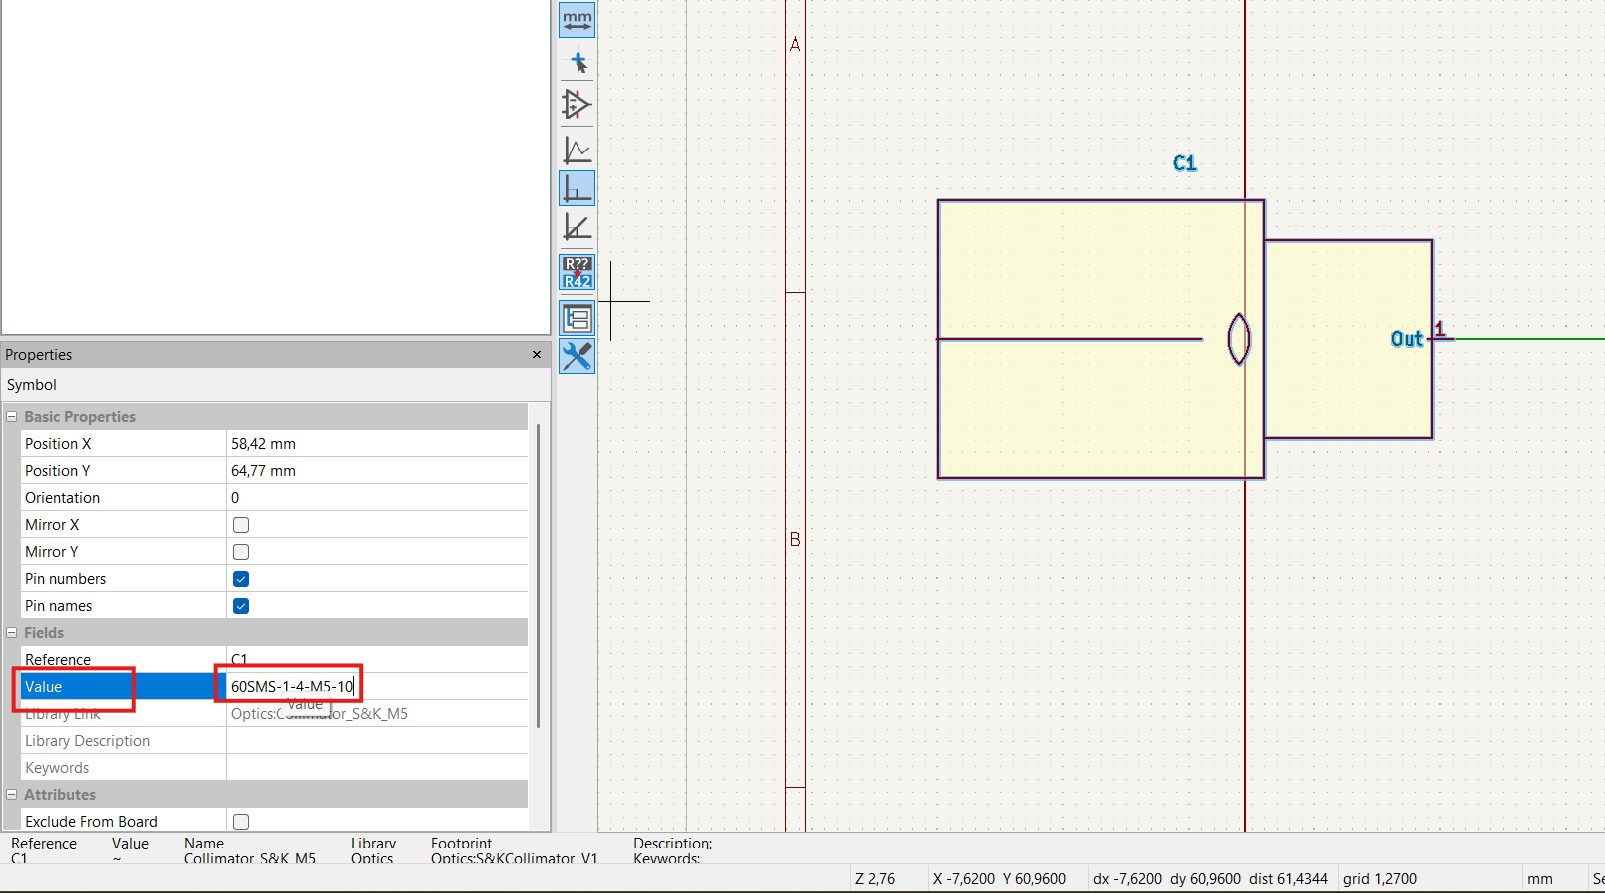 mm
R??
R42
A
C1
Out
1
B
Properties
×
Symbol
Basic Properties
Position X 58,42 mm
Position Y 64,77 mm
Orientation 0
Mirror X
Mirror Y
Pin numbers
Pin names
Fields
Reference C1
Value 60SMS-1-4-M5-10
Value
Library Link Optics:Collimator_S&K_M5
Library Description
Keywords
Attributes
Exclude From Board
Reference Value Name Library Footprint Description:
C1 ~ Collimator_S&K_M5 Optics Optics:S&KCollimator_V1 Keywords:
Z 2,76 X -7,6200 Y 60,9600 dx -7,6200 dy 60,9600 dist 61,4344 grid 1,2700 mm Se